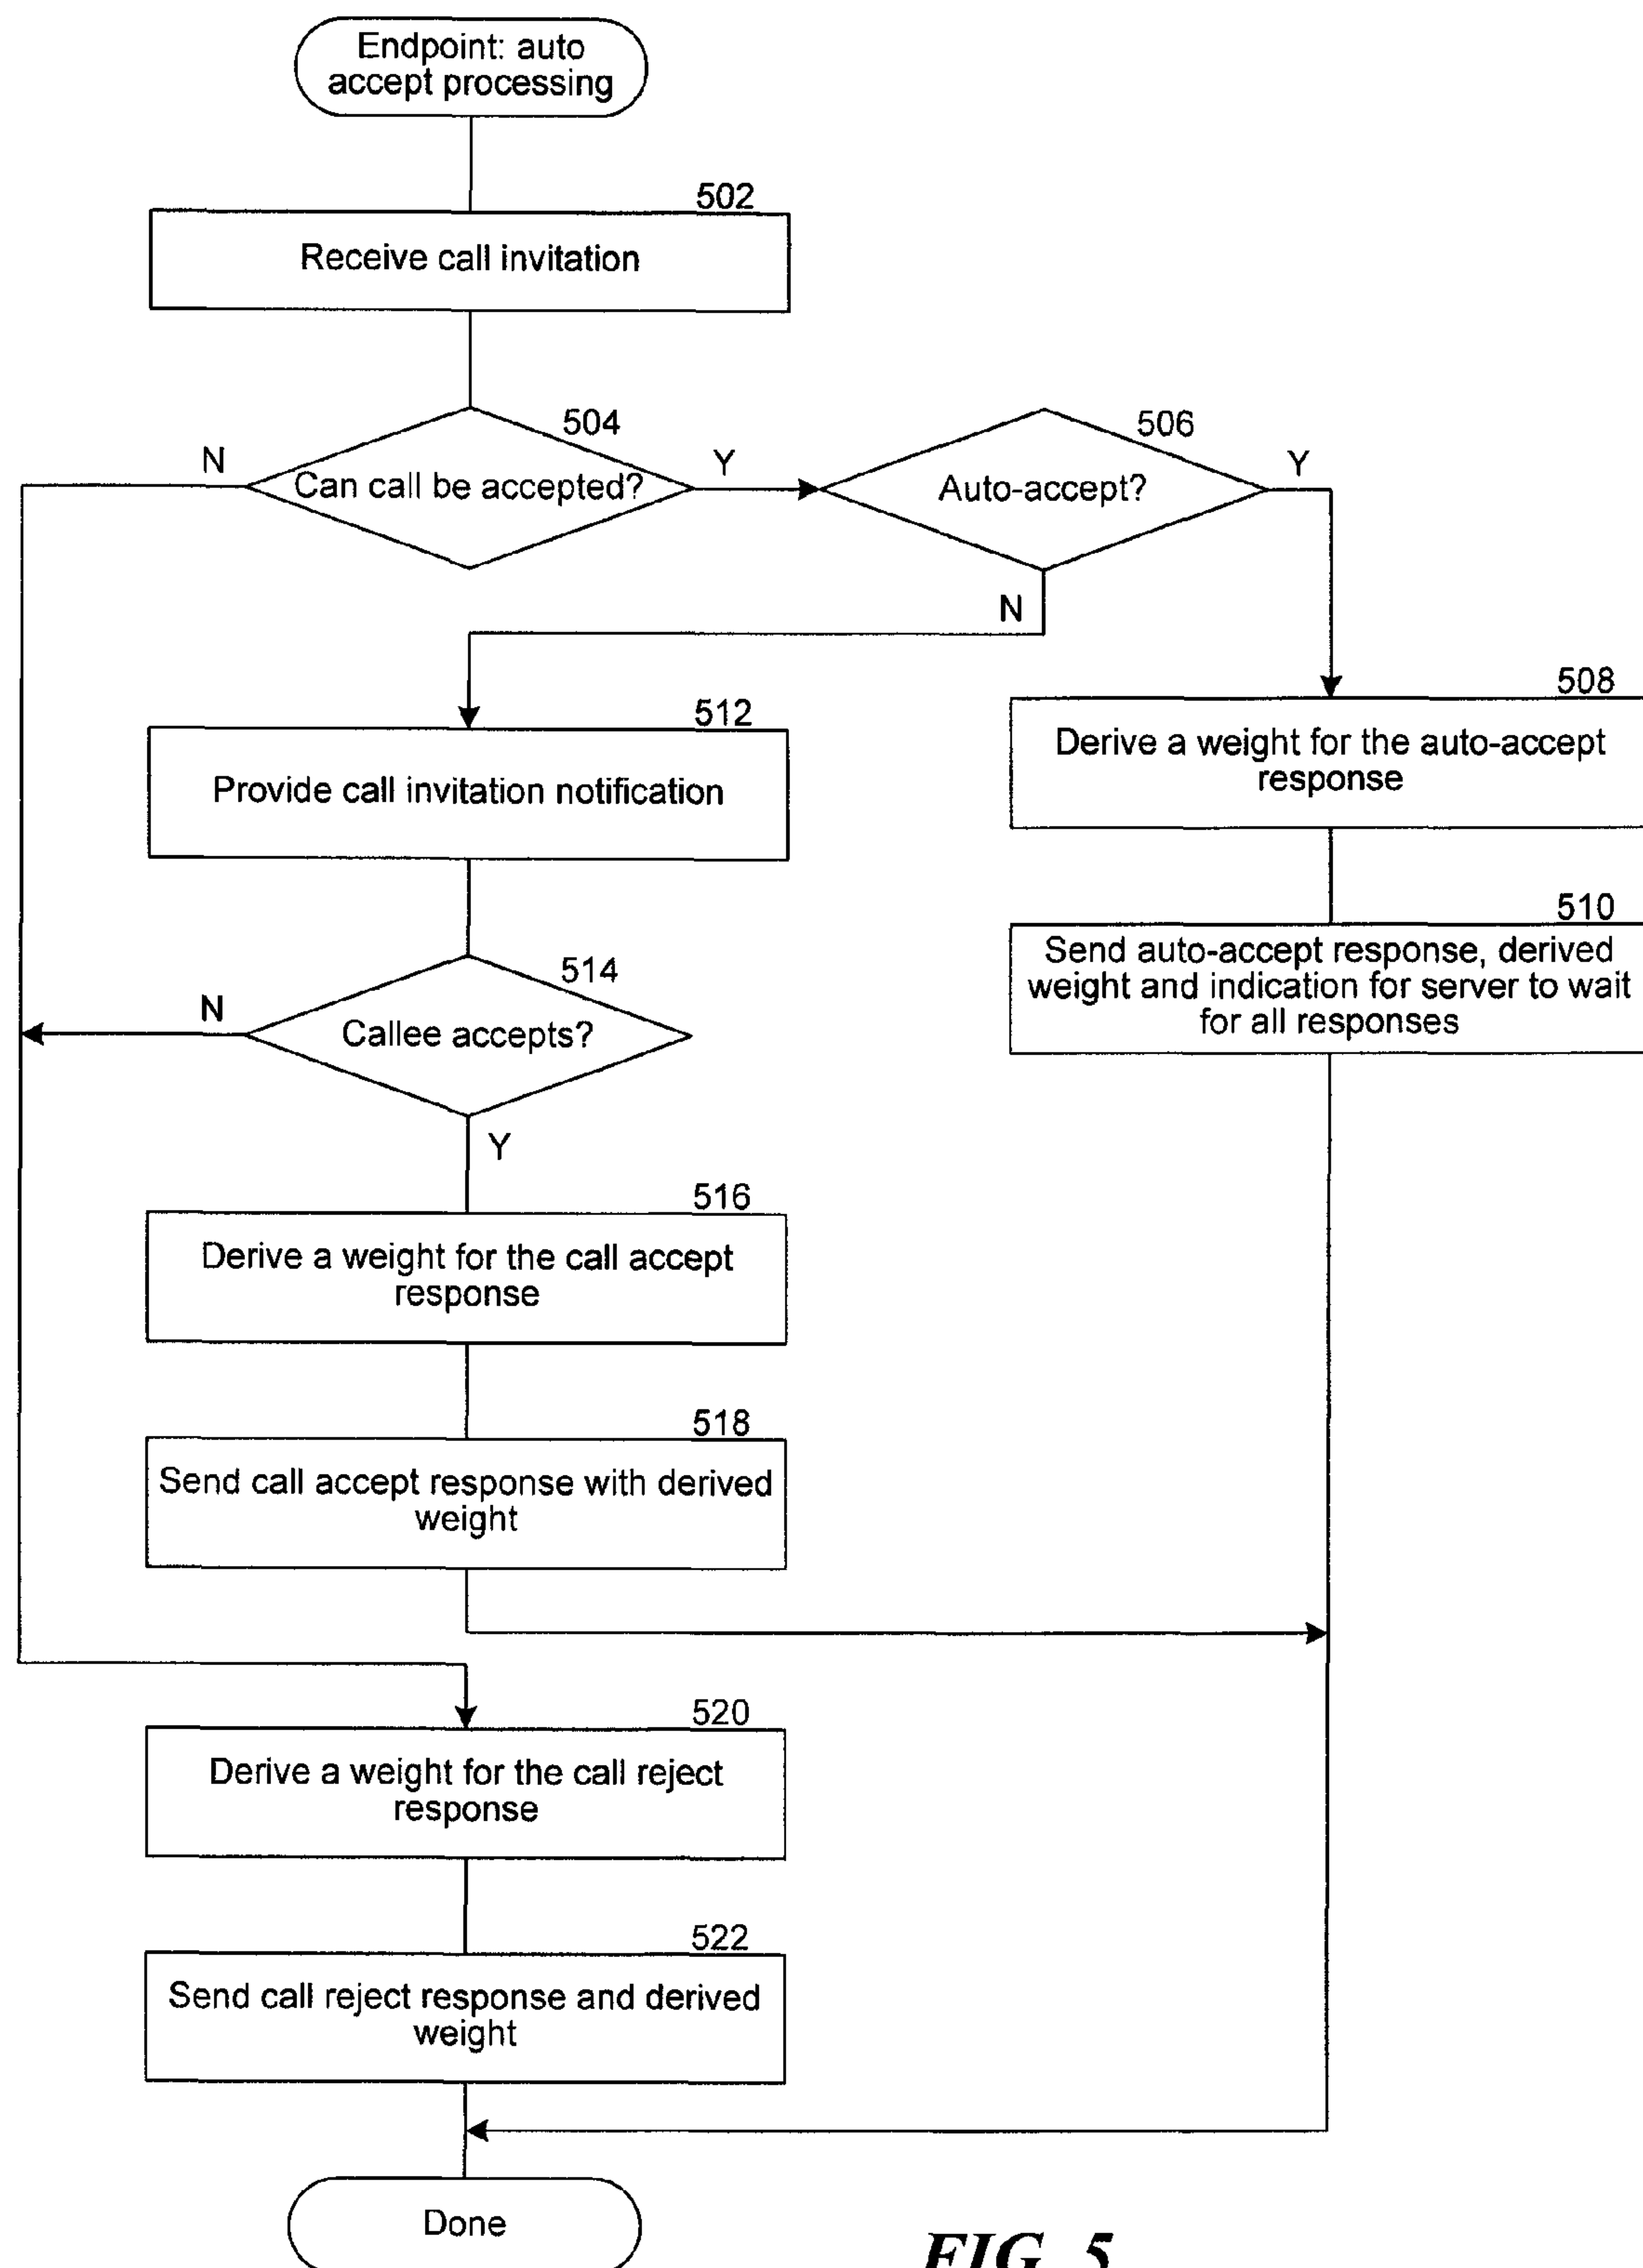 Endpoint: auto
accept processing
502
Receive call invitation
504
N
Can call be accepted?
Y
506
Auto-accept?
Y
N
508
Derive a weight for the auto-accept
response
512
Provide call invitation notification
510
Send auto-accept response, derived
weight and indication for server to wait
for all responses
514
N
Callee accepts?
Y
516
Derive a weight for the call accept
response
518
Send call accept response with derived
weight
520
Derive a weight for the call reject
response
522
Send call reject response and derived
weight
Done
FIG. 5